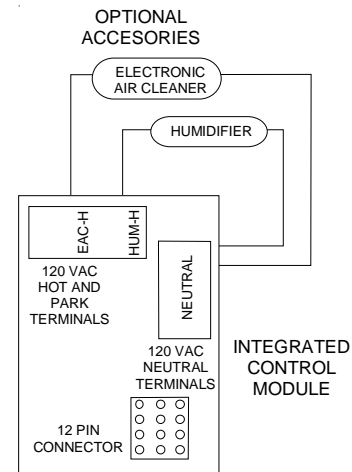 OPTIONAL
ACCESORIES
ELECTRONIC
AIR CLEANER
HUMIDIFIER
EAC-H
HUM-H
120 VAC
HOT AND
PARK
TERMINALS
NEUTRAL
120 VAC
NEUTRAL
TERMINALS
INTEGRATED
CONTROL
MODULE
12 PIN
CONNECTOR